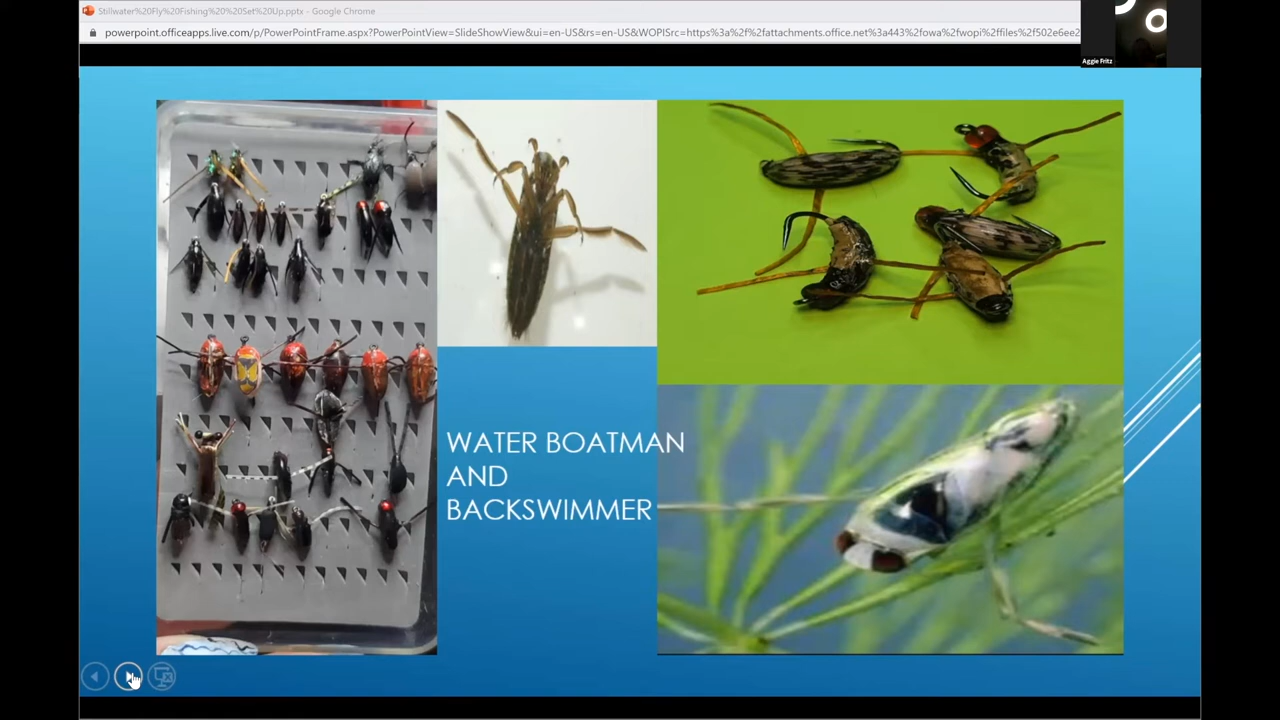 Stillwater%20Fly%20Fishing%20%20Set%20Up.pptx - Google Chrome
powerpoint.officeapps.live.com/p/PowerPointFrame.aspx?PowerPointView=SlideShowView&ui=en-US&rs=en-US&WOPISrc=https%3a%2f%2fattachments.office.net%3a443%2fowa%2fwopi%2ffiles%2f502e6ee2
Aggie Fritz
WATER BOATMAN
AND
BACKSWIMMER